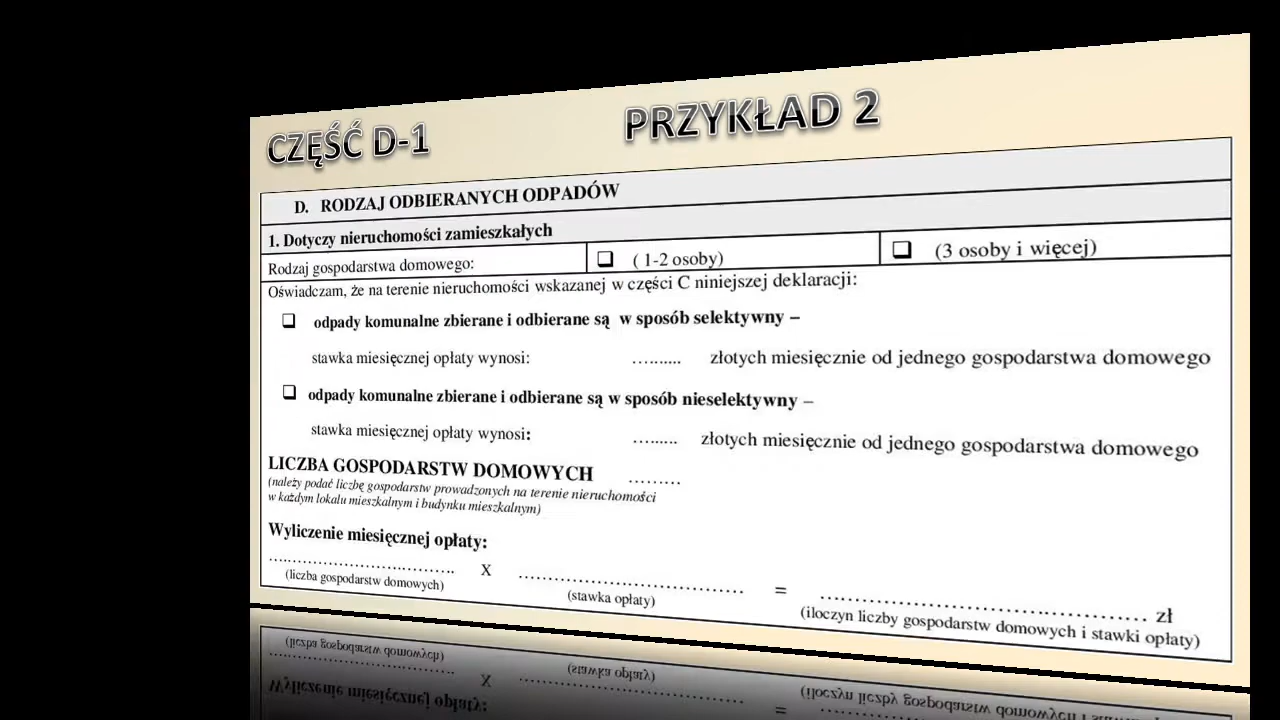 CZĘŚĆ D-1
PRZYKŁAD 2
D. RODZAJ ODBIERANYCH ODPADÓW
1. Dotyczy nieruchomości zamieszkałych
Rodzaj gospodarstwa domowego: ❑ ( 1-2 osoby) ❑ (3 osoby i więcej)
Oświadczam, że na terenie nieruchomości wskazanej w części C niniejszej deklaracji:
❑ odpady komunalne zbierane i odbierane są w sposób selektywny –
stawka miesięcznej opłaty wynosi: …...... złotych miesięcznie od jednego gospodarstwa domowego
❑ odpady komunalne zbierane i odbierane są w sposób nieselektywny –
stawka miesięcznej opłaty wynosi: …...... złotych miesięcznie od jednego gospodarstwa domowego
LICZBA GOSPODARSTW DOMOWYCH ………
(należy podać liczbę gospodarstw prowadzonych na terenie nieruchomości
w każdym lokalu mieszkalnym i budynku mieszkalnym)
Wyliczenie miesięcznej opłaty:
…………………………… X ………………………………… = ……………………………………… zł
(liczba gospodarstw domowych) (stawka opłaty) (iloczyn liczby gospodarstw domowych i stawki opłaty)